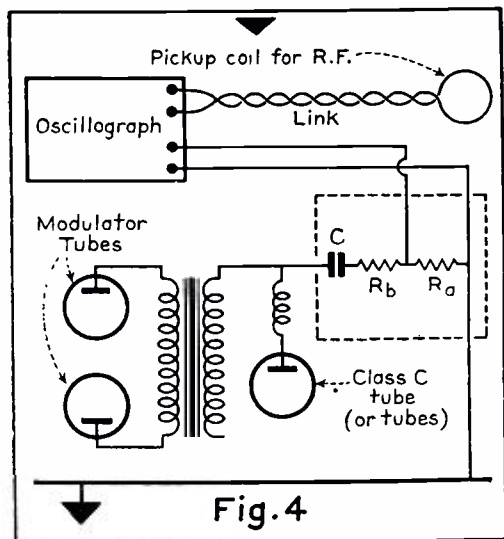 Pickup coil for R.F.
Oscillograph
Link
Modulator
Tubes
C
Rb
Ra
Class C
tube
(or tubes)
Fig. 4